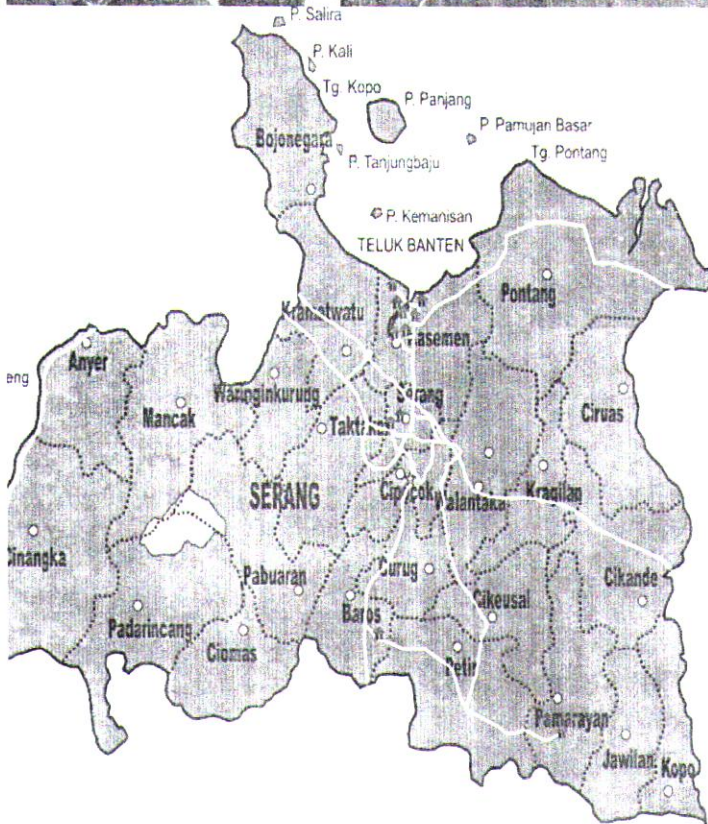 P. Salira
P. Kali
Tg. Kopo
P. Panjang
P. Pamujan Basar
Bojonegara
P. Tanjungbaju
Tg. Pontang
P. Kemanisan
TELUK BANTEN
Pontang
Kramatwatu
Kasemen
Anyer
eng
Waringinkurung
Serang
Mancak
Taktakan
Ciruas
Cipocok
Kragilan
SERANG
Walantaka
Cinangka
Curug
Pabuaran
Cikande
Baros
Cikeusal
Padarincang
Ciomas
Petir
Pamarayan
Jawilan
Kopo